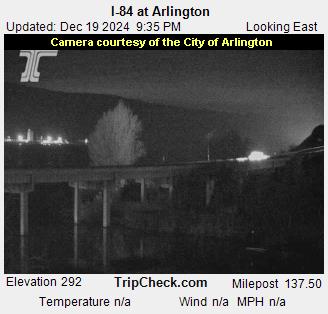 I-84 at Arlington
Updated: Dec 19 2024 9:35 PM Looking East
Camera courtesy of the City of Arlington
Elevation 292 TripCheck.com Milepost 137.50
Temperature n/a Wind n/a MPH n/a